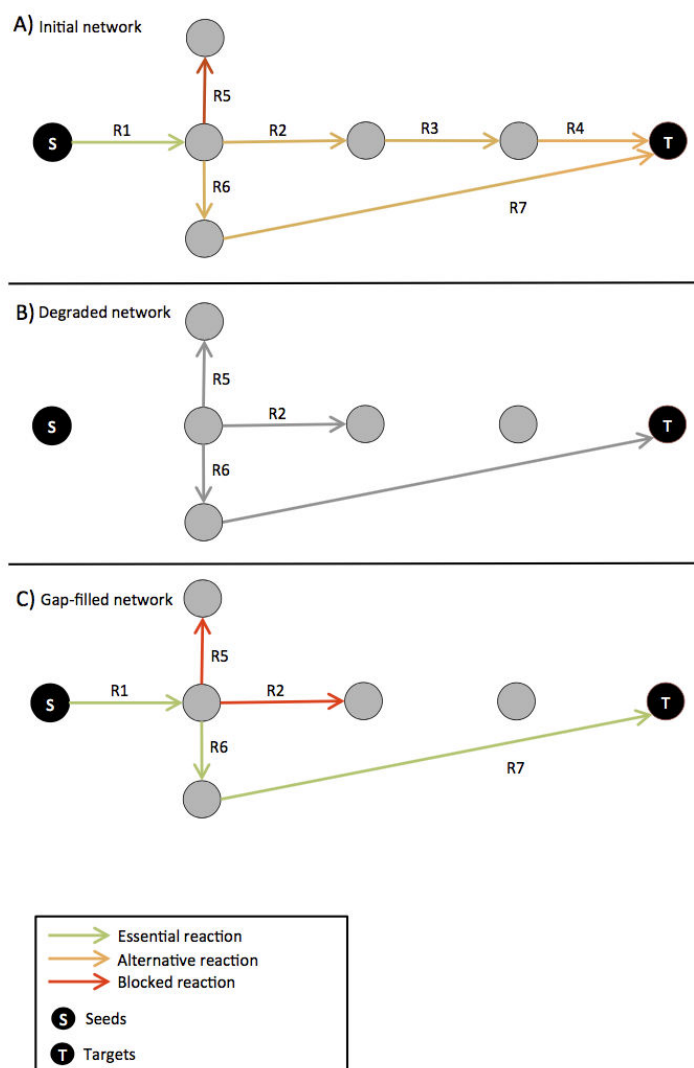 A) Initial network
R5
S
R1
R2
R3
R4
T
R6
R7
B) Degraded network
R5
S
R2
T
R6
C) Gap-filled network
R5
S
R1
R2
T
R6
R7
Essential reaction
Alternative reaction
Blocked reaction
S Seeds
T Targets